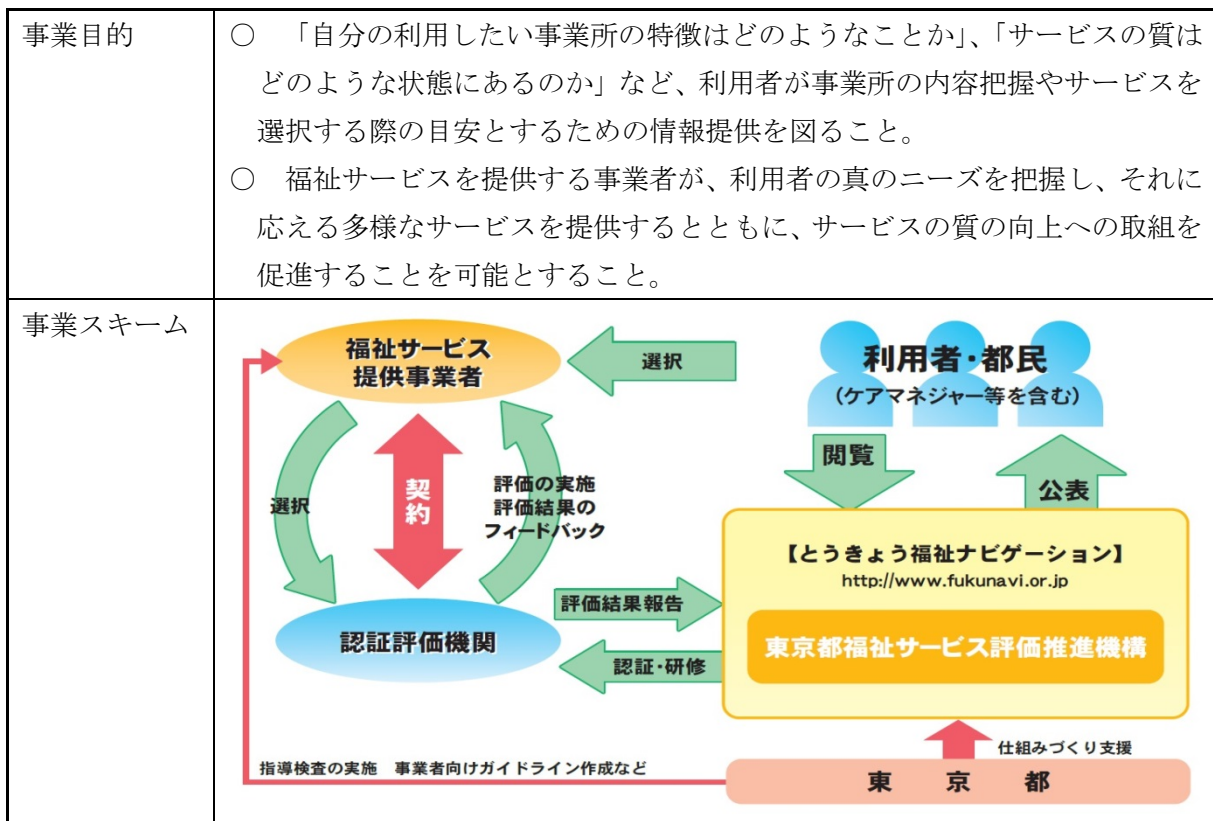 事業目的
○　「自分の利用したい事業所の特徴はどのようなことか」、「サービスの質は
どのような状態にあるのか」など、利用者が事業所の内容把握やサービスを
選択する際の目安とするための情報提供を図ること。
○　福祉サービスを提供する事業者が、利用者の真のニーズを把握し、それに
応える多様なサービスを提供するとともに、サービスの質の向上への取組を
促進することを可能とすること。
事業スキーム
福祉サービス
提供事業者
選択
利用者・都民
（ケアマネジャー等を含む）
閲覧
公表
選択
契約
評価の実施
評価結果の
フィードバック
【とうきょう福祉ナビゲーション】
http://www.fukunavi.or.jp
評価結果報告
認証評価機関
東京都福祉サービス評価推進機構
認証・研修
仕組みづくり支援
指導検査の実施　事業者向けガイドライン作成など
東　京　都